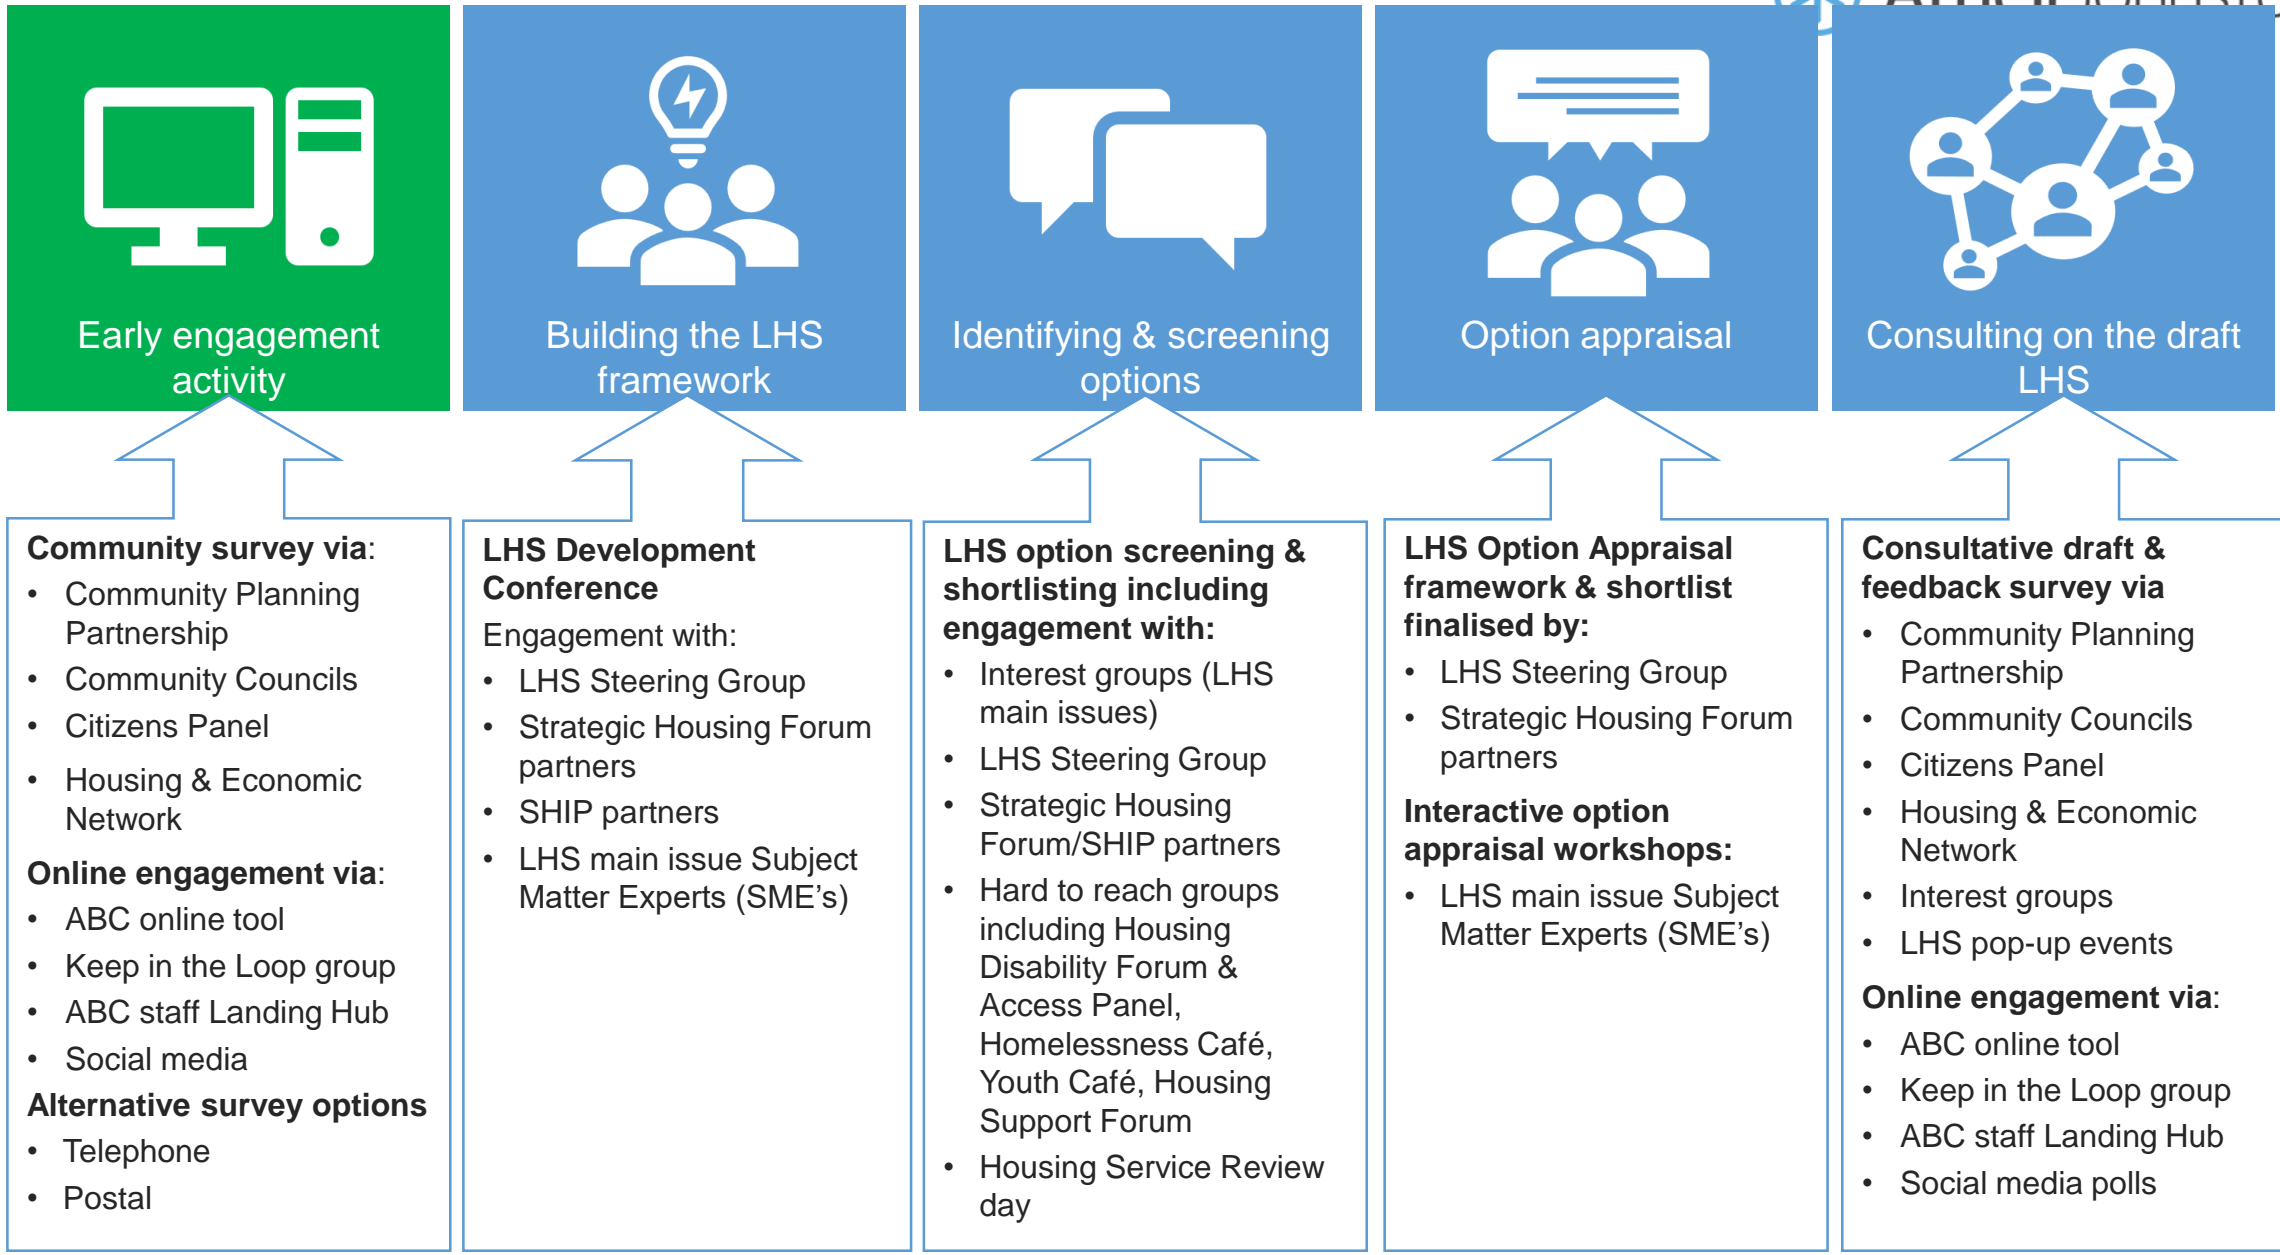 Early engagement
activity
Building the LHS
framework
Identifying & screening
options
Option appraisal
Consulting on the draft
LHS
Community survey via:
• Community Planning
Partnership
• Community Councils
• Citizens Panel
• Housing & Economic
Network
Online engagement via:
• ABC online tool
• Keep in the Loop group
• ABC staff Landing Hub
• Social media
Alternative survey options
• Telephone
• Postal
LHS Development
Conference
Engagement with:
• LHS Steering Group
• Strategic Housing Forum
partners
• SHIP partners
• LHS main issue Subject
Matter Experts (SME’s)
LHS option screening &
shortlisting including
engagement with:
• Interest groups (LHS
main issues)
• LHS Steering Group
• Strategic Housing
Forum/SHIP partners
• Hard to reach groups
including Housing
Disability Forum &
Access Panel,
Homelessness Café,
Youth Café, Housing
Support Forum
• Housing Service Review
day
LHS Option Appraisal
framework & shortlist
finalised by:
• LHS Steering Group
• Strategic Housing Forum
partners
Interactive option
appraisal workshops:
• LHS main issue Subject
Matter Experts (SME’s)
Consultative draft &
feedback survey via
• Community Planning
Partnership
• Community Councils
• Citizens Panel
• Housing & Economic
Network
• Interest groups
• LHS pop-up events
Online engagement via:
• ABC online tool
• Keep in the Loop group
• ABC staff Landing Hub
• Social media polls